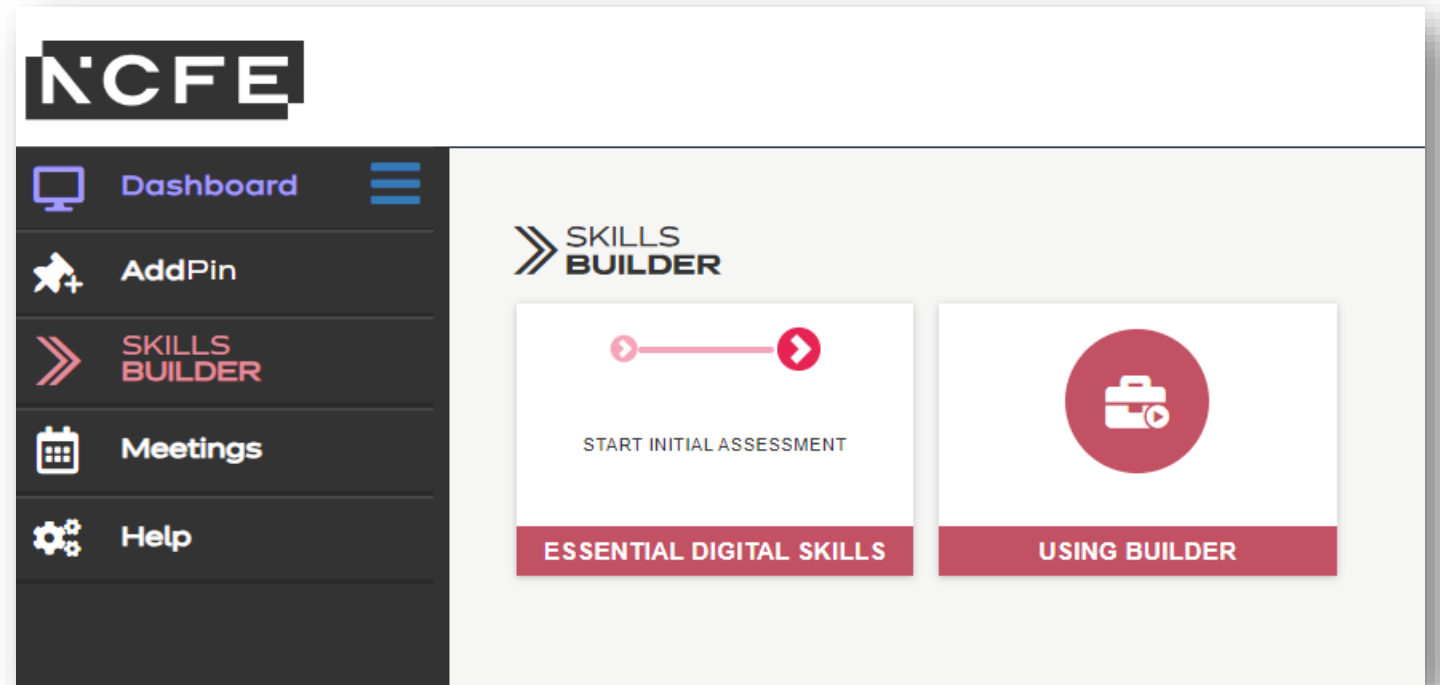 NCFE
Dashboard
AddPin
SKILLS
BUILDER
Meetings
Help
SKILLS
BUILDER
START INITIAL ASSESSMENT
ESSENTIAL DIGITAL SKILLS
USING BUILDER